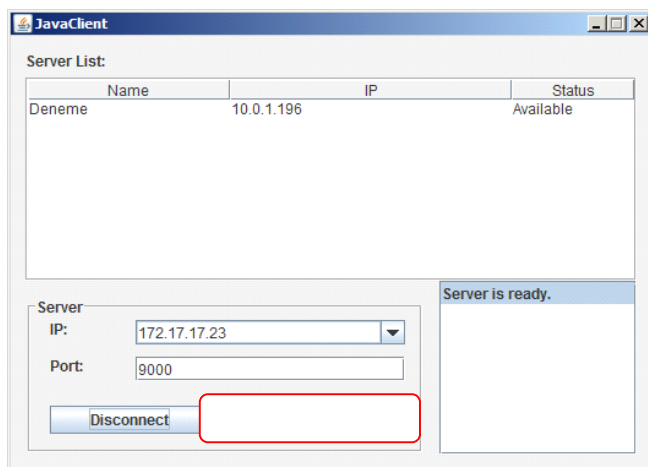 JavaClient
Server List:
Name IP Status
Deneme 10.0.1.196 Available
Server is ready.
Server
IP: 172.17.17.23
Port: 9000
Disconnect